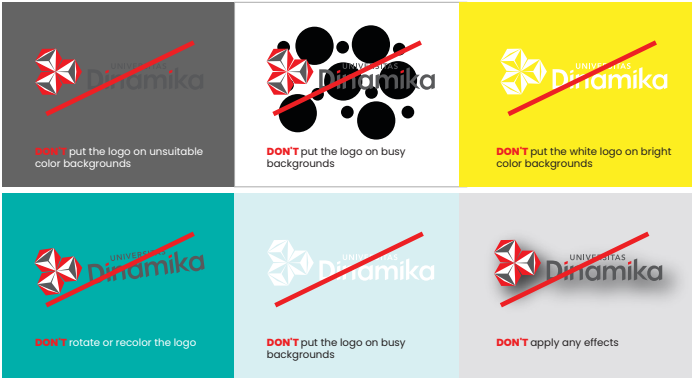 UNIVERSITAS
Dinamika
DON'T put the logo on unsuitable
color backgrounds
UNIVERSITAS
Dinamika
DON'T put the logo on busy
backgrounds
UNIVERSITAS
Dinamika
DON'T put the white logo on bright
color backgrounds
UNIVERSITAS
Dinamika
DON'T rotate or recolor the logo
UNIVERSITAS
Dinamika
DON'T put the logo on busy
backgrounds
UNIVERSITAS
Dinamika
DON'T apply any effects